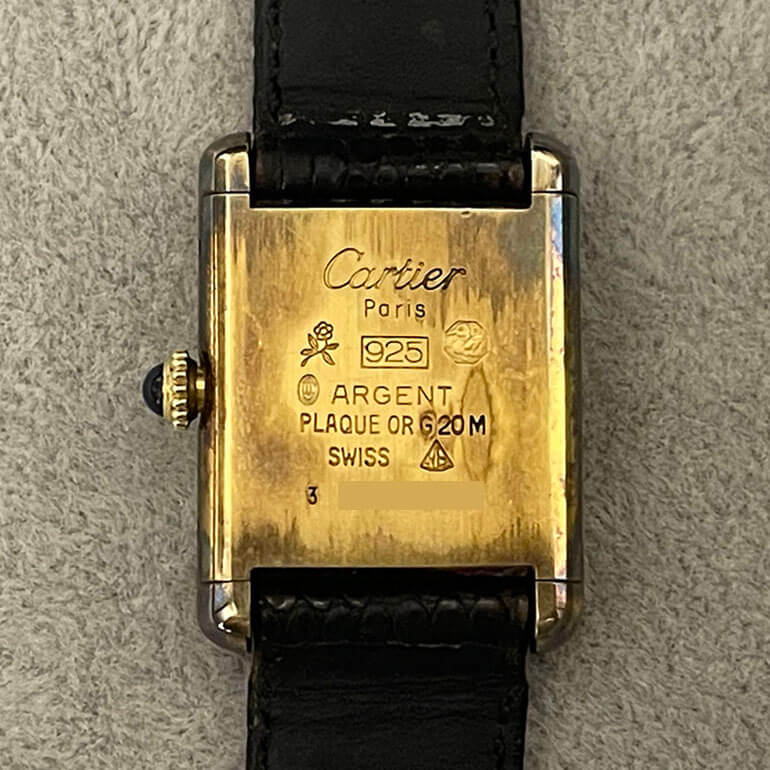 Cartier
Paris
925
ARGENT
PLAQUE OR G 20 M
SWISS
3